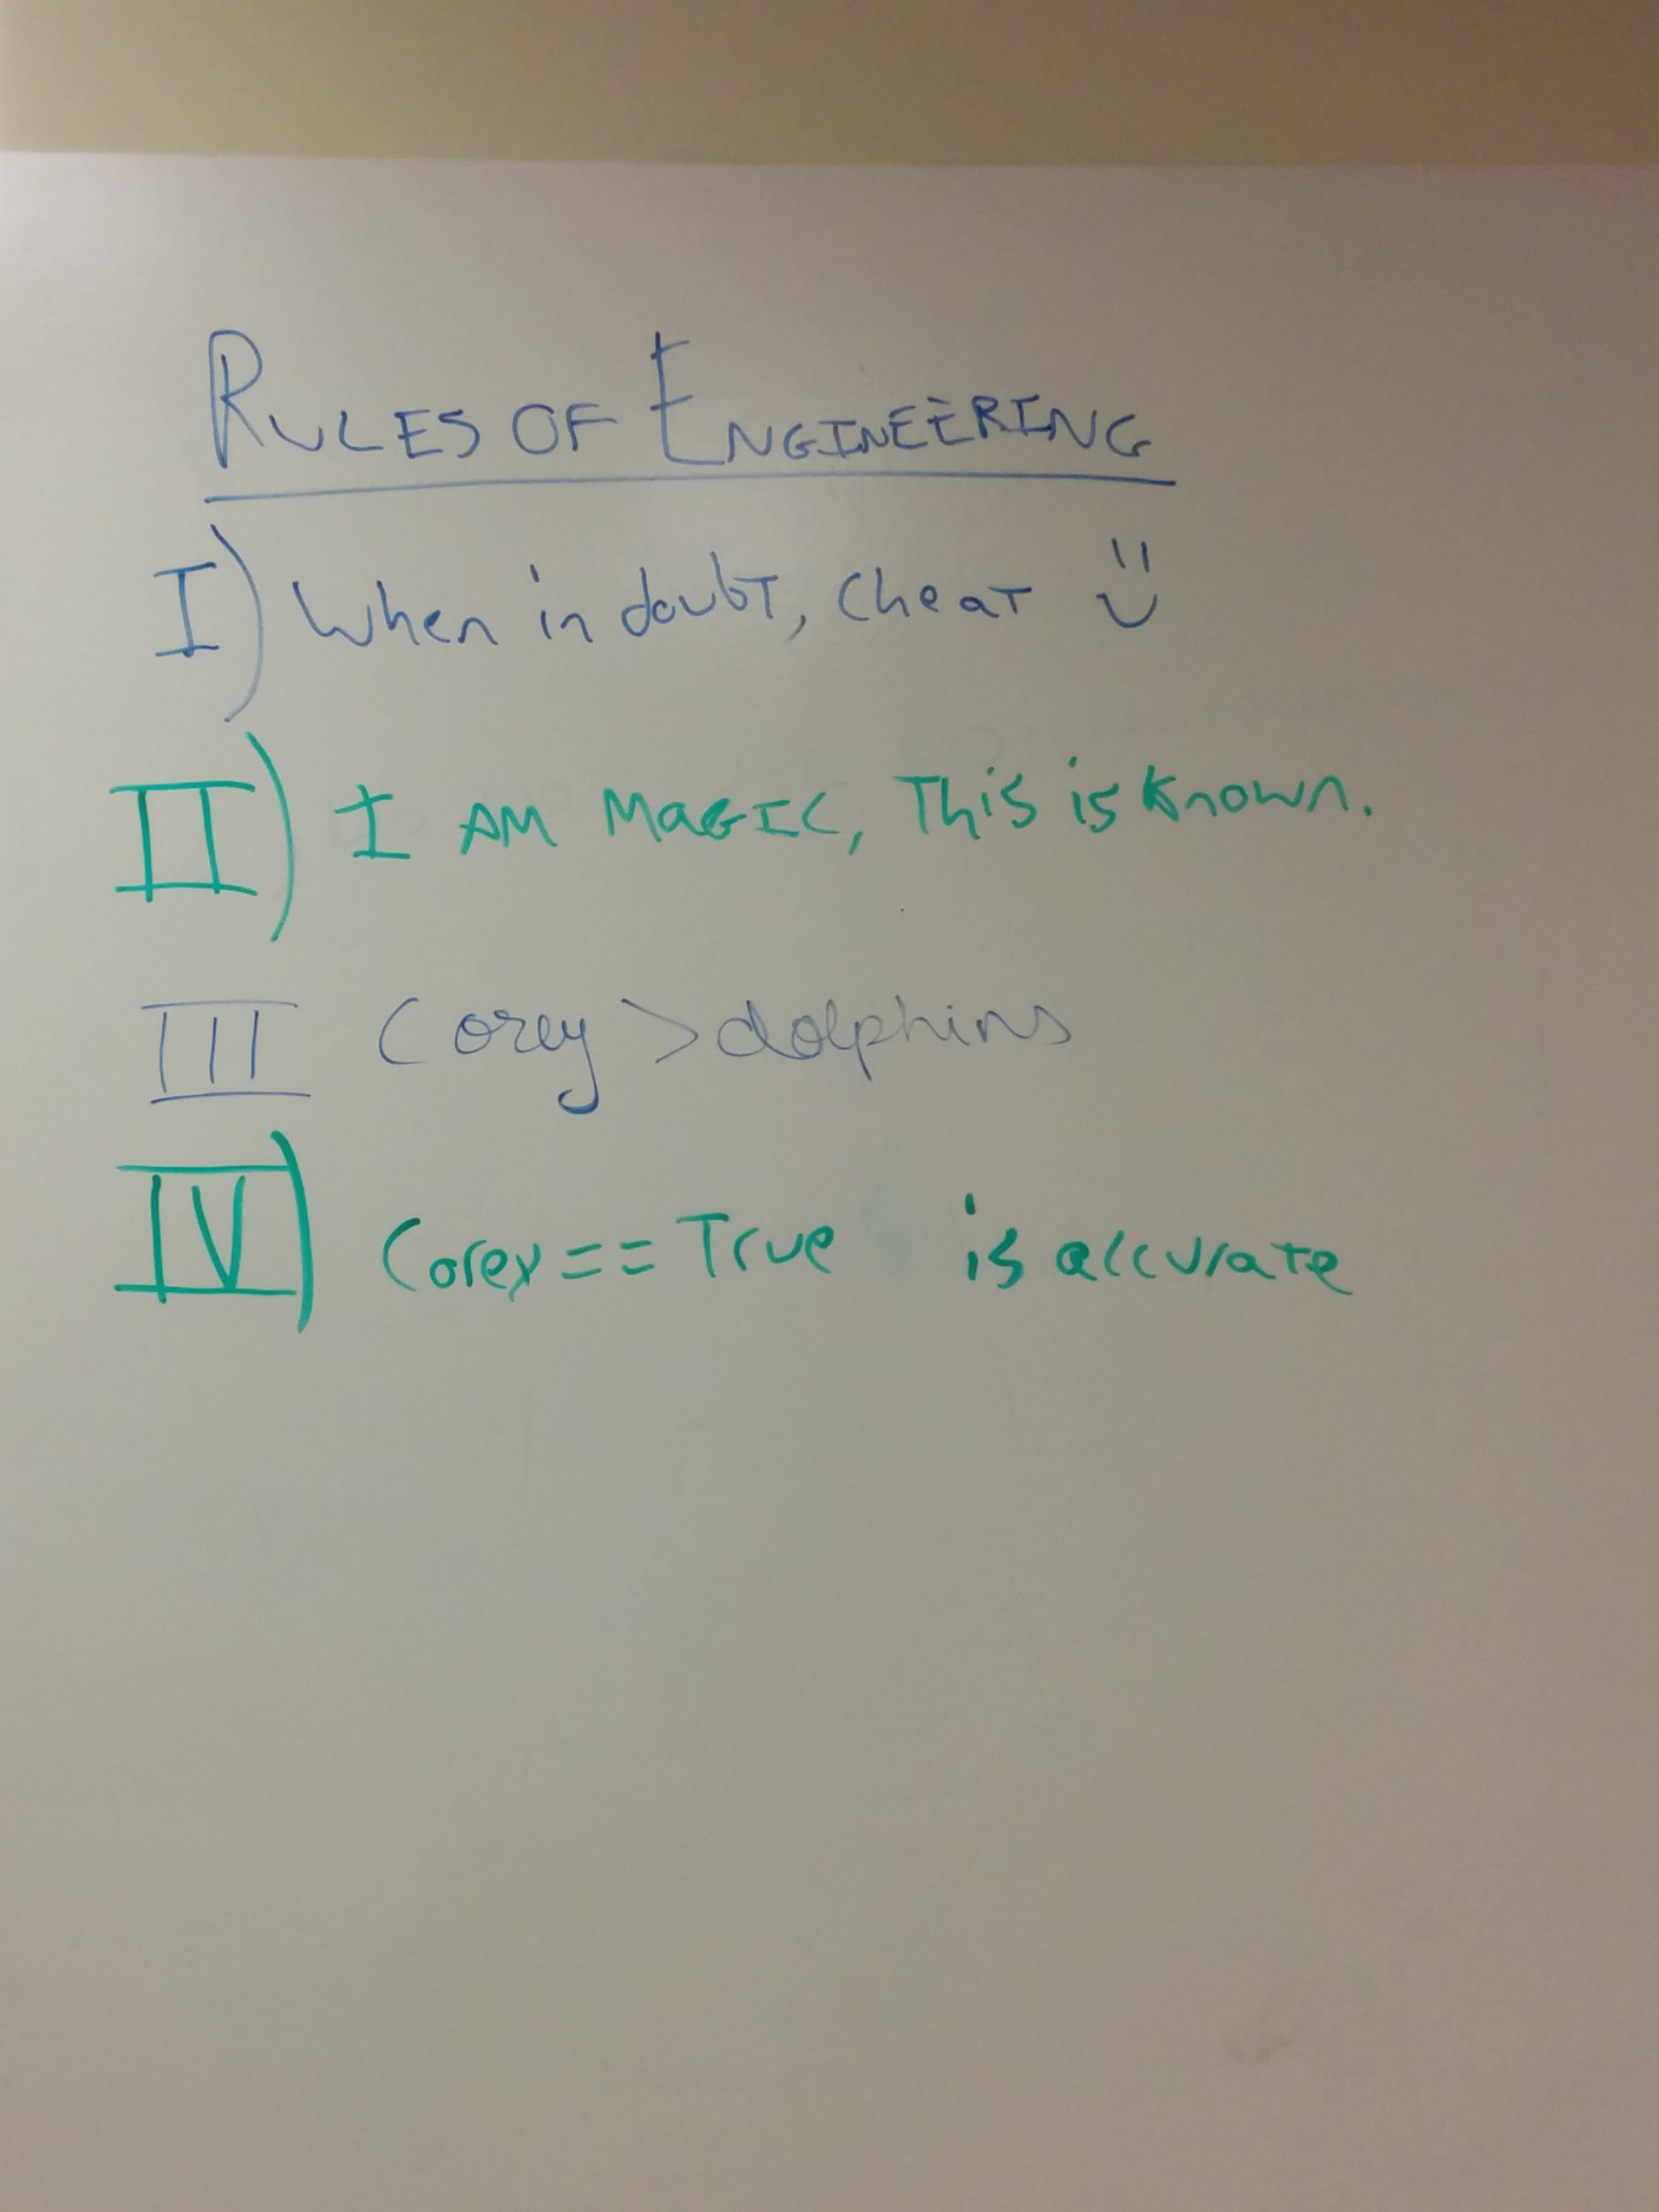 RULES OF ENGINEERING
I) When in doubt, Cheat :)
II) I AM MAGIC, This is known.
III Corey > dolphins
IV) Corey == True is accurate